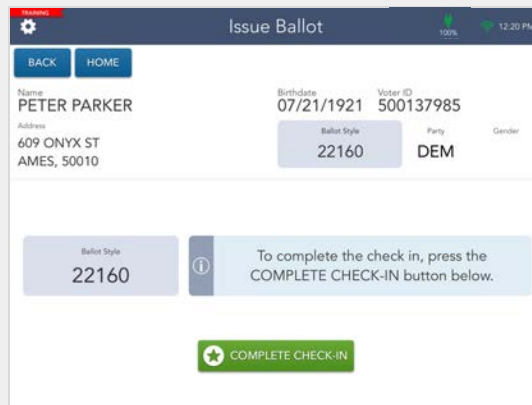 TRAINING
Issue Ballot
100%
12:20 PM
BACK
HOME
Name
PETER PARKER
Birthdate
07/21/1921
Voter ID
500137985
Address
609 ONYX ST
AMES, 50010
Ballot Style
22160
Party
DEM
Gender
Ballot Style
22160
To complete the check in, press the
COMPLETE CHECK-IN button below.
COMPLETE CHECK-IN